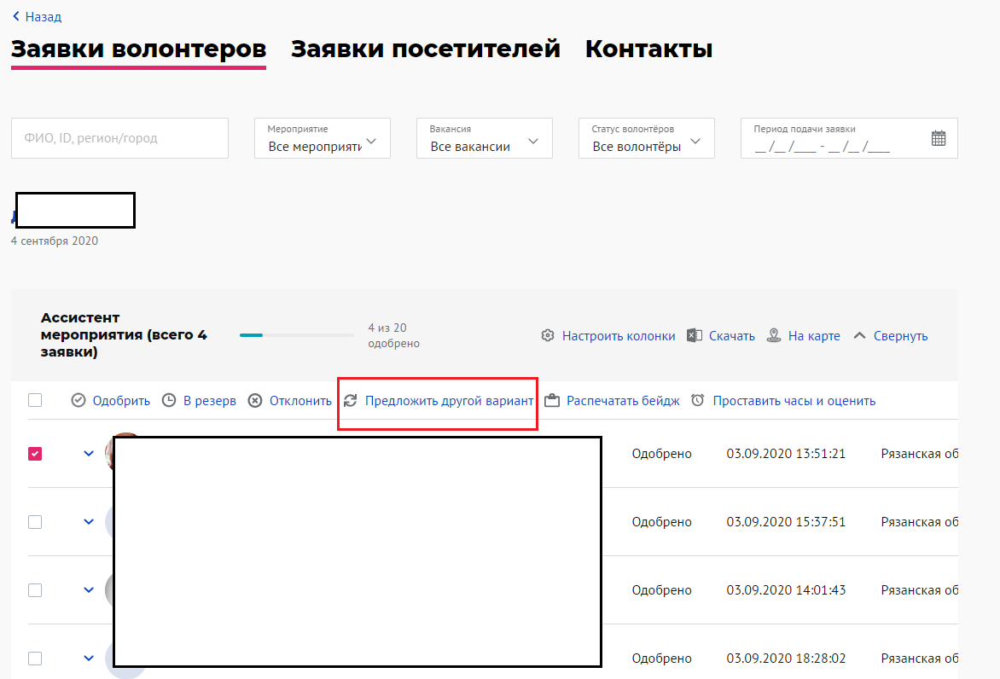 Назад
Заявки волонтеров Заявки посетителей Контакты
ФИО, ID, регион/город
Мероприятие
Все мероприяти
Вакансия
Все вакансии
Статус волонтёров
Все волонтёры
Период подачи заявки
__ /__ /____ - __ /__ /____
4 сентября 2020
Ассистент
мероприятия (всего 4
заявки)
4 из 20
одобрено
Настроить колонки Скачать На карте Свернуть
Одобрить В резерв Отклонить Предложить другой вариант Распечатать бейдж Проставить часы и оценить
Одобрено 03.09.2020 13:51:21 Рязанская об
Одобрено 03.09.2020 15:37:51 Рязанская об
Одобрено 03.09.2020 14:01:43 Рязанская об
Одобрено 03.09.2020 18:28:02 Рязанская об